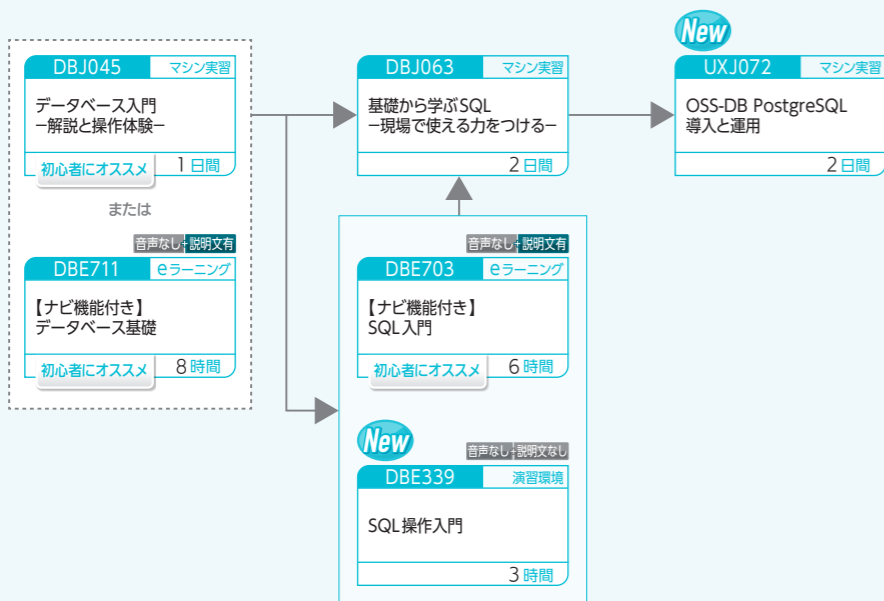 DBJ045 マシン実習
データベース入門
−解説と操作体験−
初心者にオススメ 1日間
または
音声なし+説明文有
DBE711 eラーニング
【ナビ機能付き】
データベース基礎
初心者にオススメ 8時間
DBJ063 マシン実習
基礎から学ぶSQL
−現場で使える力をつける−
2日間
音声なし+説明文有
DBE703 eラーニング
【ナビ機能付き】
SQL入門
初心者にオススメ 6時間
New
音声なし+説明文なし
DBE339 演習環境
SQL操作入門
3時間
New
UXJ072 マシン実習
OSS-DB PostgreSQL
導入と運用
2日間